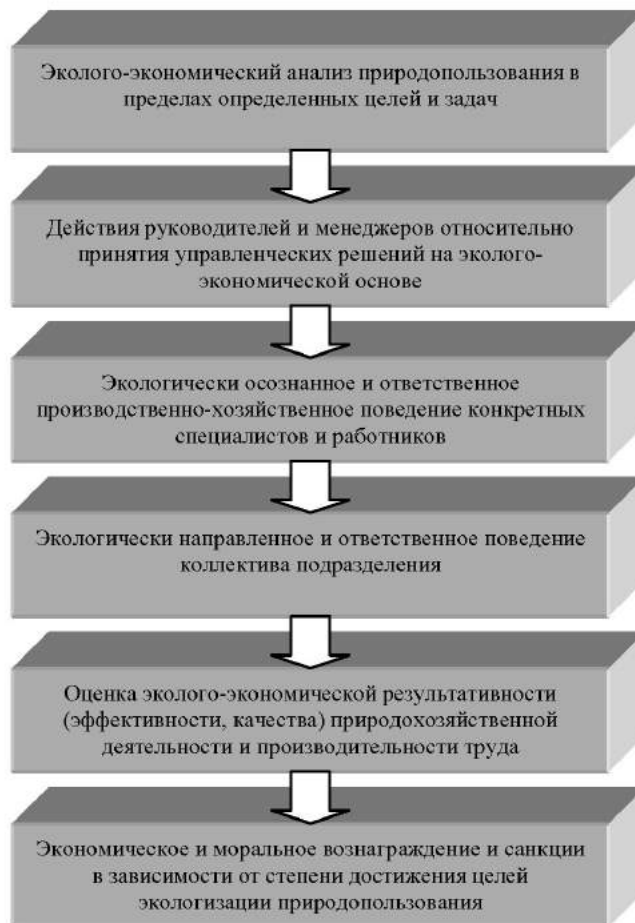 Эколого-экономический анализ природопользования в
пределах определенных целей и задач
Действия руководителей и менеджеров относительно
принятия управленческих решений на эколого-
экономической основе
Экологически осознанное и ответственное
производственно-хозяйственное поведение конкретных
специалистов и работников
Экологически направленное и ответственное поведение
коллектива подразделения
Оценка эколого-экономической результативности
(эффективности, качества) природохозяйственной
деятельности и производительности труда
Экономическое и моральное вознаграждение и санкции
в зависимости от степени достижения целей
экологизации природопользования